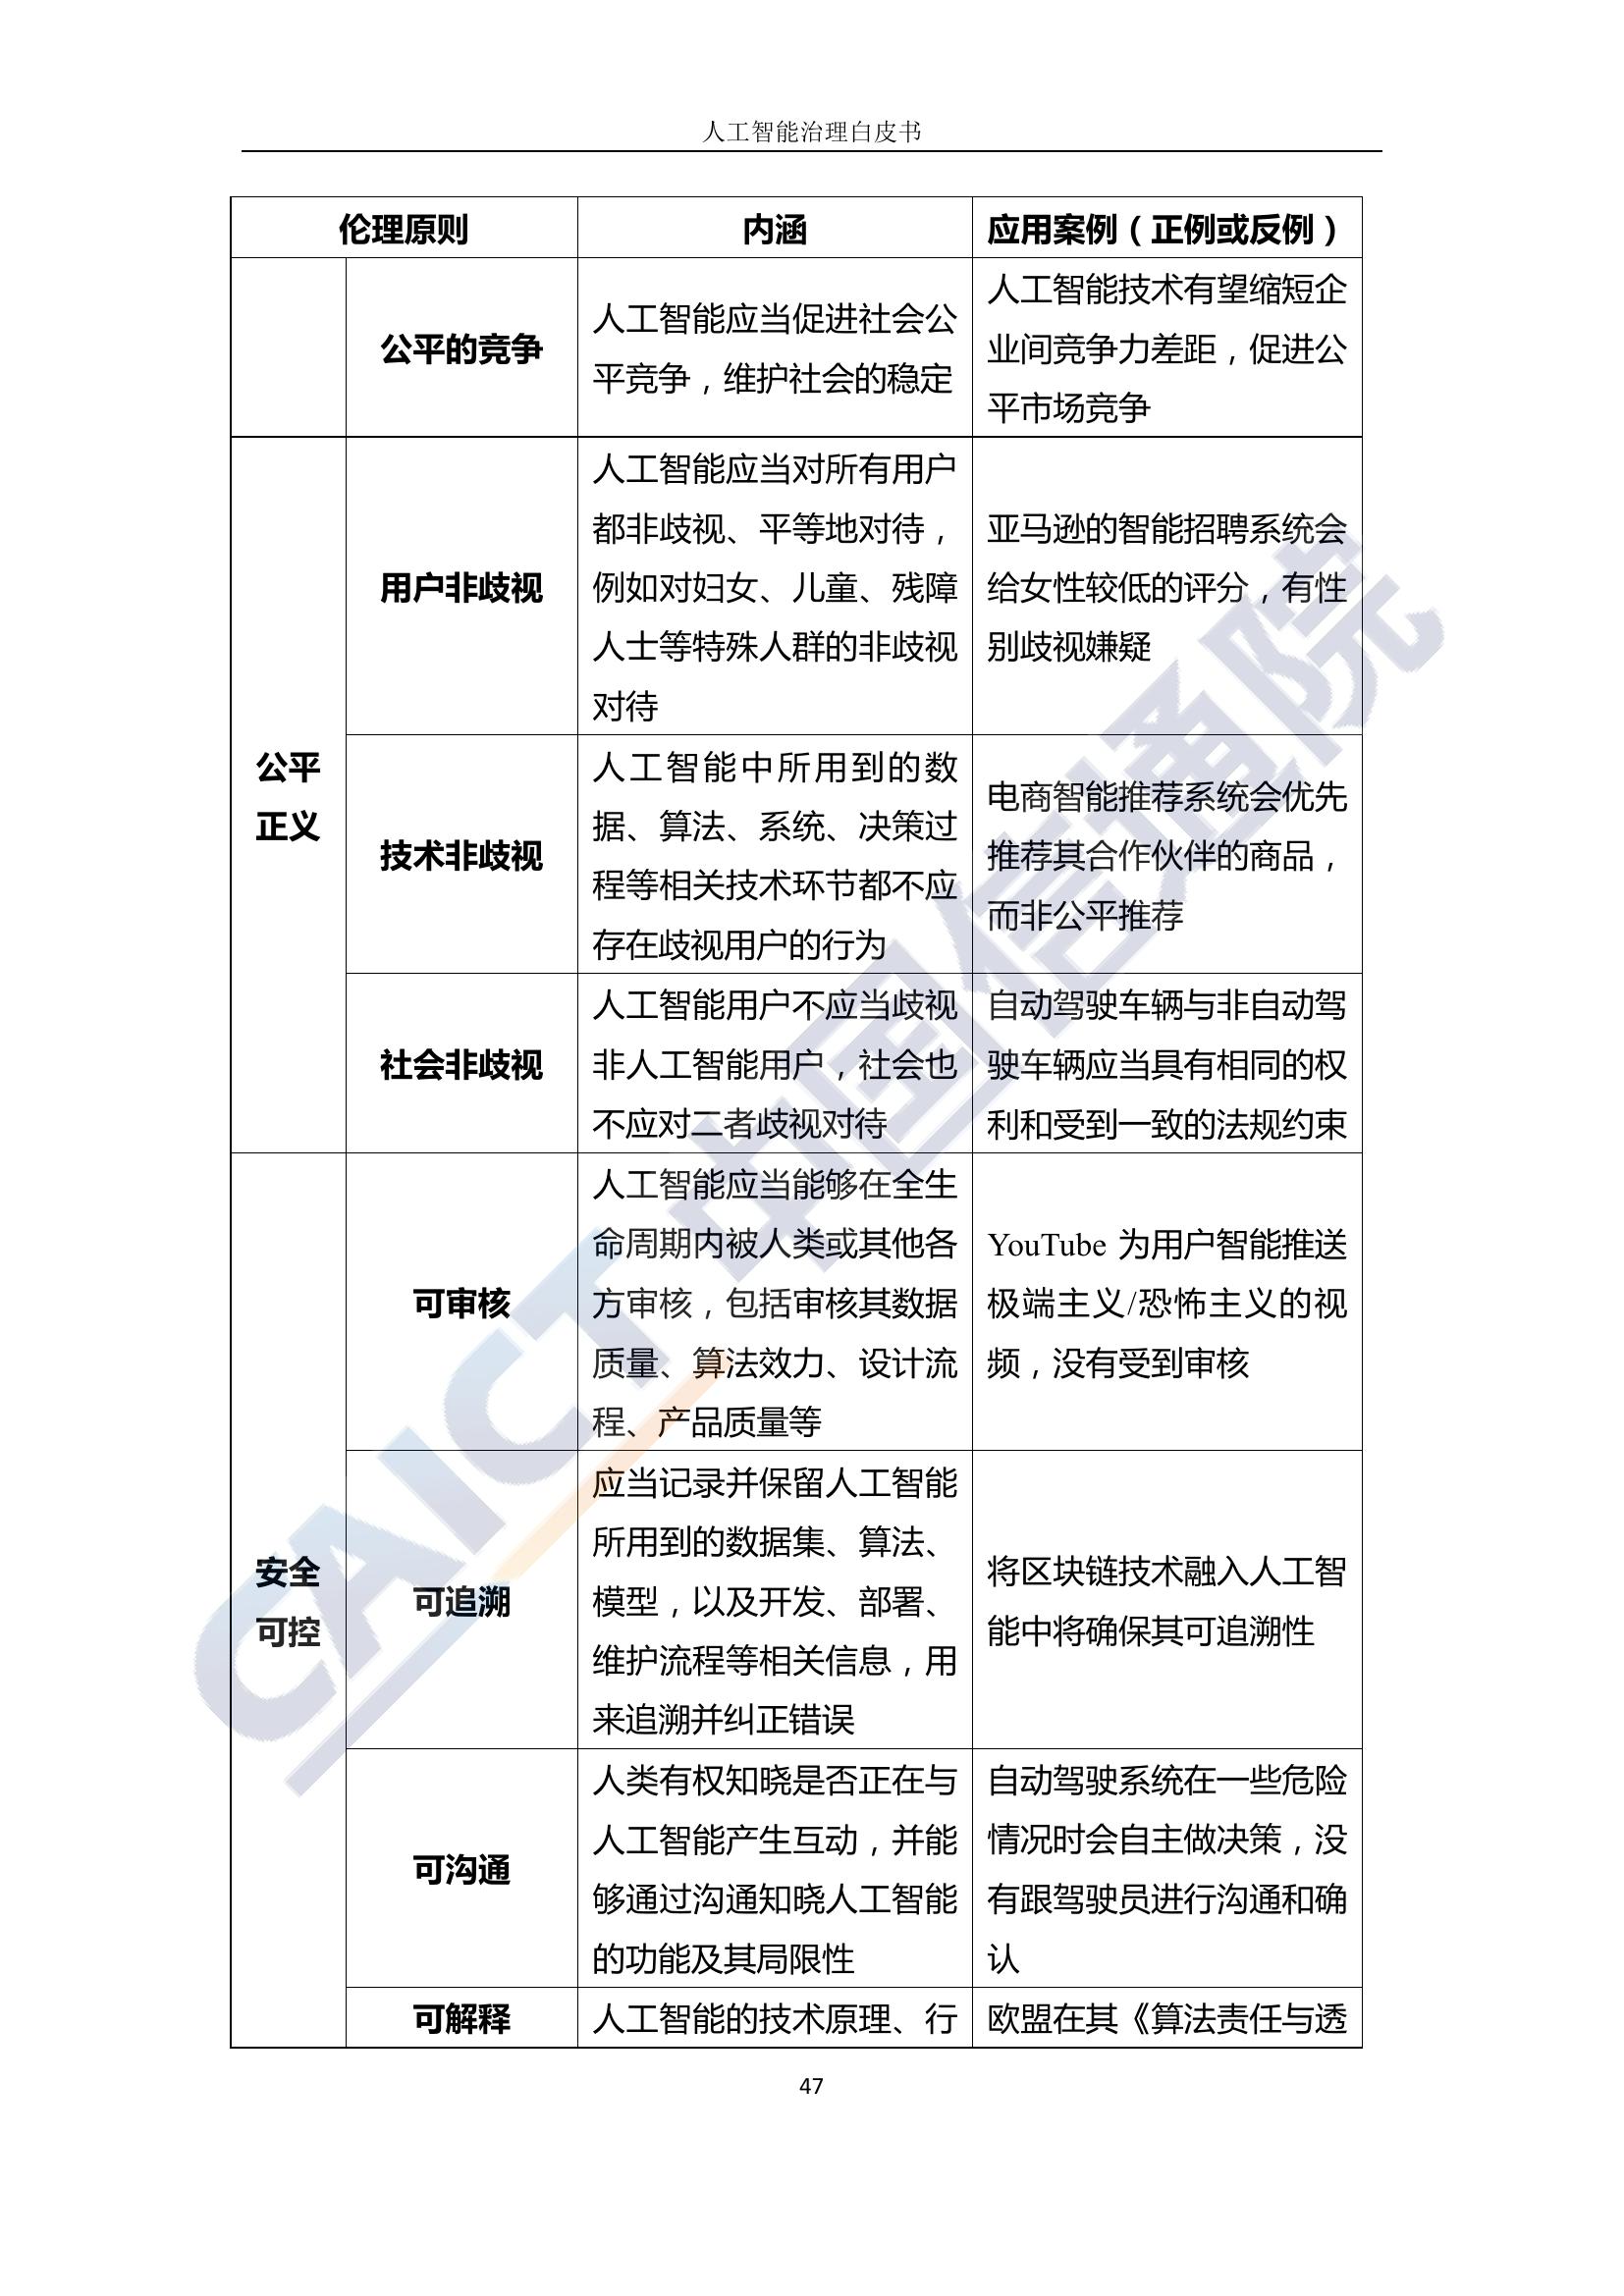 人工智能治理白皮书
伦理原则 内涵 应用案例（正例或反例）
公平的竞争
人工智能应当促进社会公
平竞争，维护社会的稳定
人工智能技术有望缩短企
业间竞争力差距，促进公
平市场竞争
公平
正义
用户非歧视
人工智能应当对所有用户
都非歧视、平等地对待，
例如对妇女、儿童、残障
人士等特殊人群的非歧视
对待
亚马逊的智能招聘系统会
给女性较低的评分，有性
别歧视嫌疑
技术非歧视
人工智能中所用到的数
据、算法、系统、决策过
程等相关技术环节都不应
存在歧视用户的行为
电商智能推荐系统会优先
推荐其合作伙伴的商品，
而非公平推荐
社会非歧视
人工智能用户不应当歧视
非人工智能用户，社会也
不应对二者歧视对待
自动驾驶车辆与非自动驾
驶车辆应当具有相同的权
利和受到一致的法规约束
安全
可控
可审核
人工智能应当能够在全生
命周期内被人类或其他各
方审核，包括审核其数据
质量、算法效力、设计流
程、产品质量等
YouTube 为用户智能推送
极端主义/恐怖主义的视
频，没有受到审核
可追溯
应当记录并保留人工智能
所用到的数据集、算法、
模型，以及开发、部署、
维护流程等相关信息，用
来追溯并纠正错误
将区块链技术融入人工智
能中将确保其可追溯性
可沟通
人类有权知晓是否正在与
人工智能产生互动，并能
够通过沟通知晓人工智能
的功能及其局限性
自动驾驶系统在一些危险
情况时会自主做决策，没
有跟驾驶员进行沟通和确
认
可解释
人工智能的技术原理、行
欧盟在其《算法责任与透
47
CAICT 中国信通院